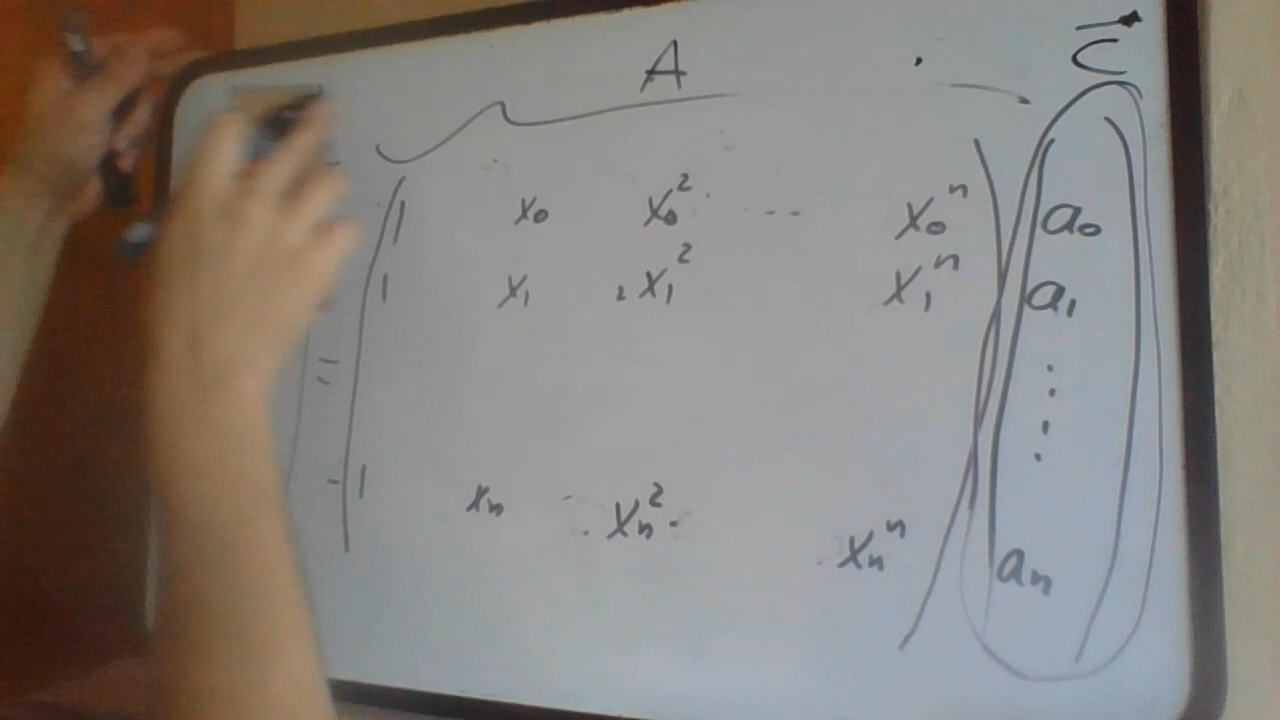 A · C⃗
1 x₀ x₀² --- x₀ⁿ a₀
1 x₁ x₁² x₁ⁿ a₁
= ⋮
1 xₙ xₙ² xₙⁿ aₙ